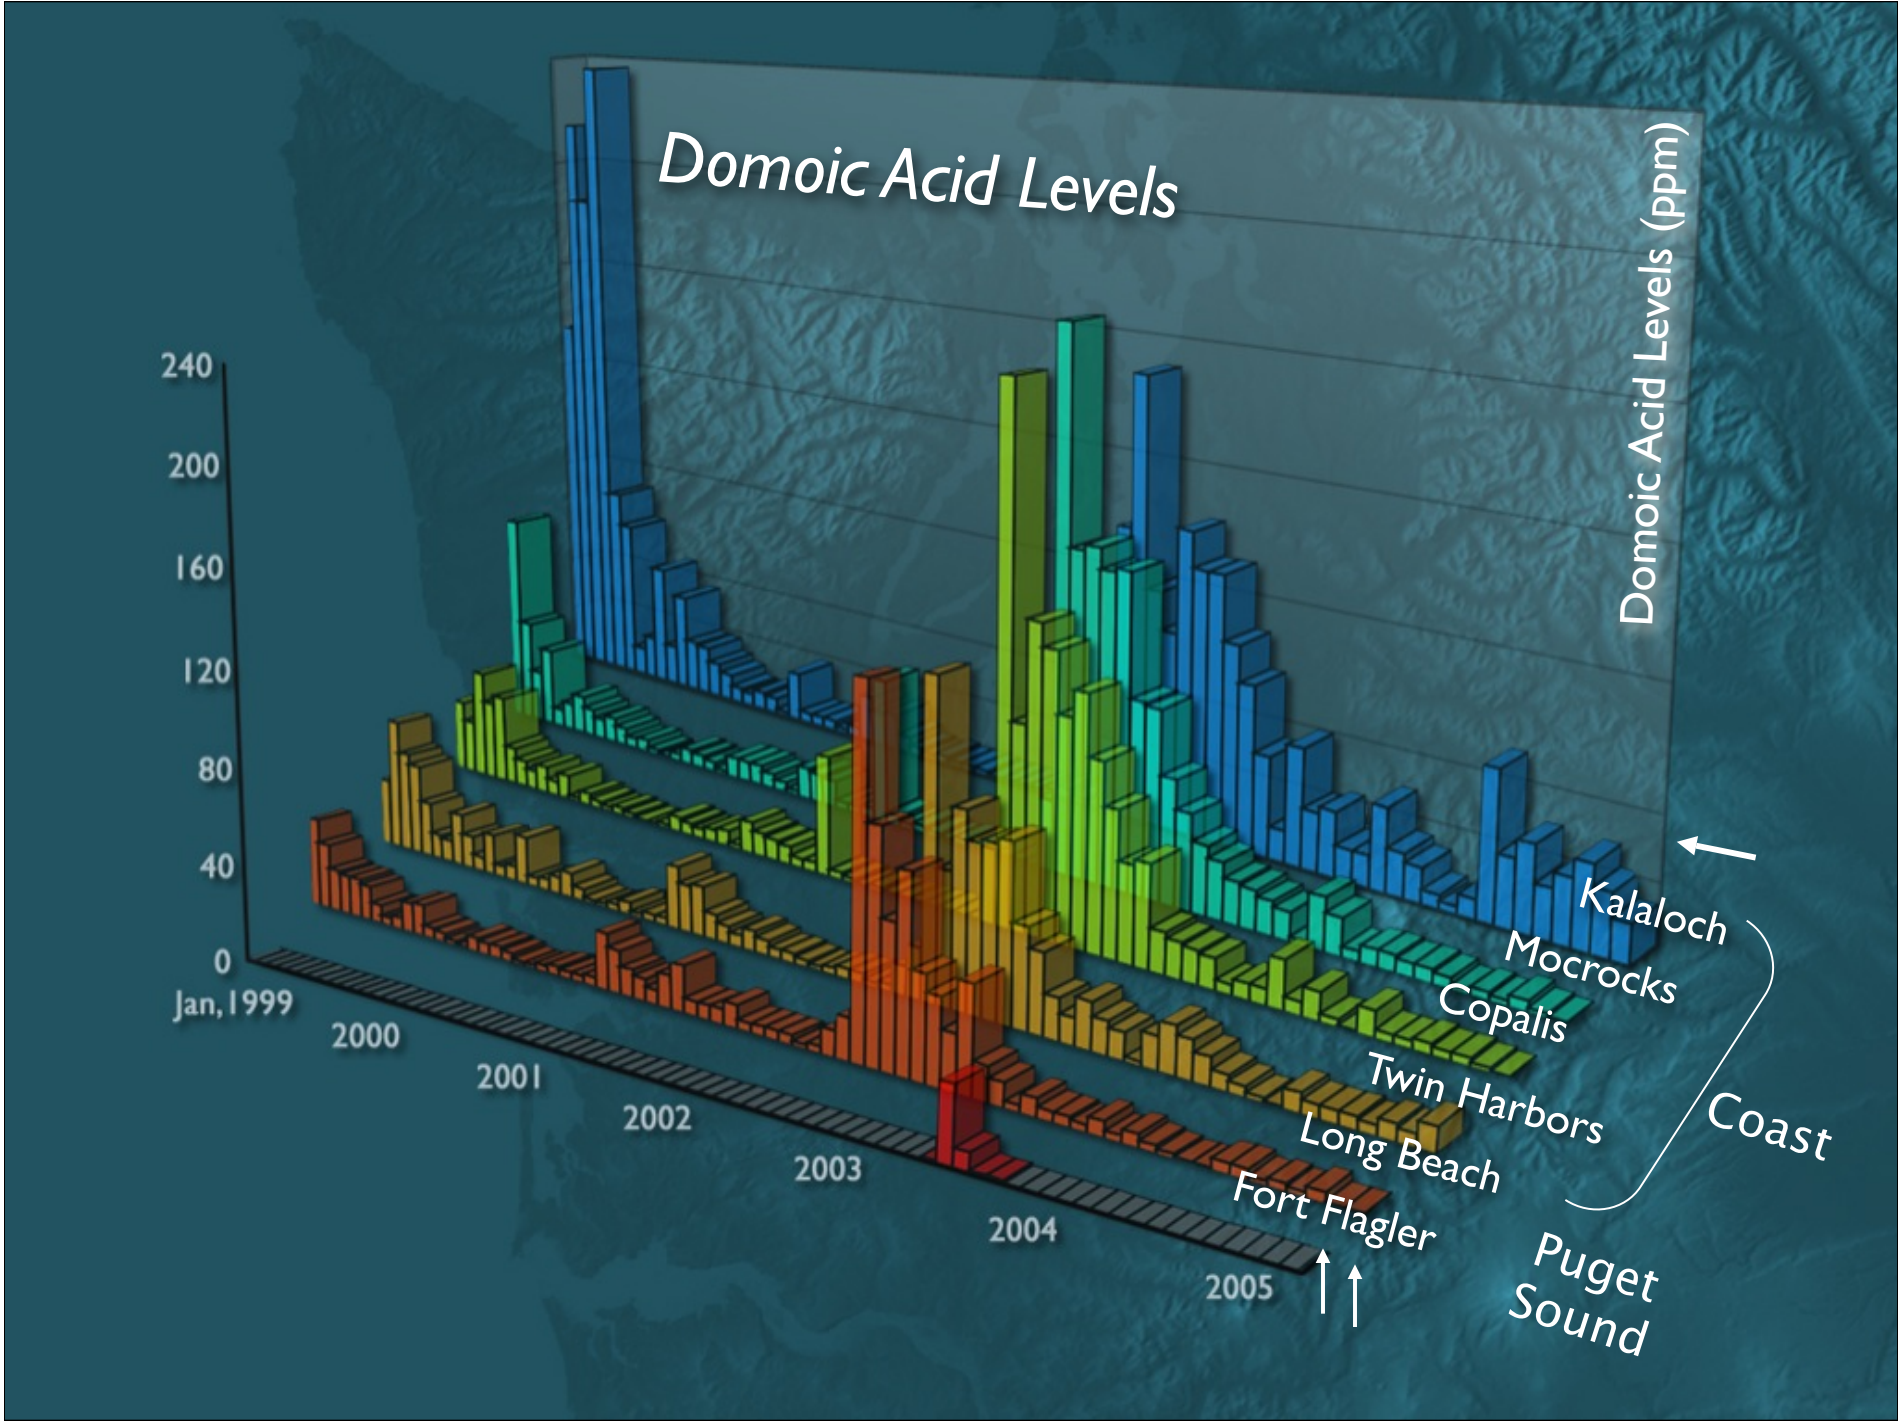 Domoic Acid Levels
Domoic Acid Levels (ppm)
240
200
160
120
80
40
0
Jan,1999
2000
2001
2002
2003
2004
2005
Kalaloch
Mocrocks
Copalis
Twin Harbors
Long Beach
Fort Flagler
Coast
Puget
Sound